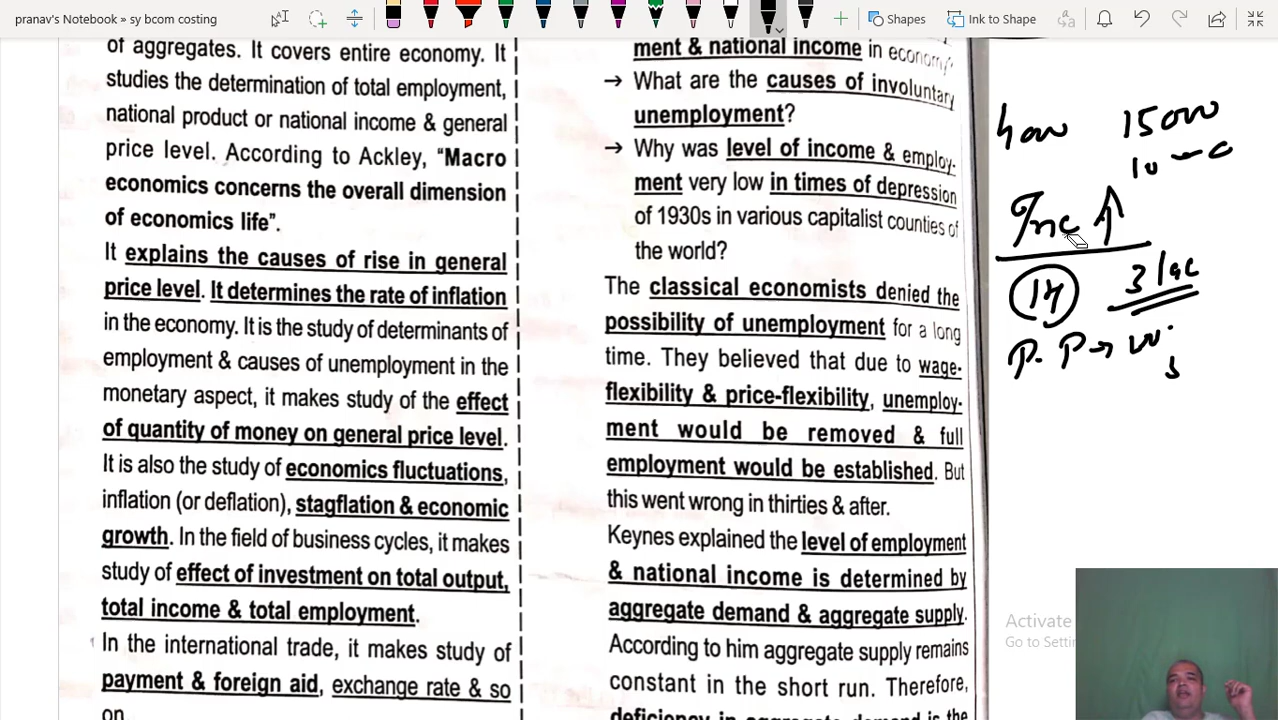 pranav's Notebook » sy bcom costing
Shapes
Ink to Shape
of aggregates. It covers entire economy. It
studies the determination of total employment,
national product or national income & general
price level. According to Ackley, “Macro
economics concerns the overall dimension
of economics life”.
It explains the causes of rise in general
price level. It determines the rate of inflation
in the economy. It is the study of determinants of
employment & causes of unemployment in the
monetary aspect, it makes study of the effect
of quantity of money on general price level.
It is also the study of economics fluctuations,
inflation (or deflation), stagflation & economic
growth. In the field of business cycles, it makes
study of effect of investment on total output,
total income & total employment.
In the international trade, it makes study of
payment & foreign aid, exchange rate & so
on.
ment & national income in economy
→ What are the causes of involuntary
unemployment?
→ Why was level of income & employ-
ment very low in times of depression
of 1930s in various capitalist counties of
the world?
The classical economists denied the
possibility of unemployment for a long
time. They believed that due to wage-
flexibility & price-flexibility, unemploy-
ment would be removed & full
employment would be established. But
this went wrong in thirties & after.
Keynes explained the level of employment
& national income is determined by
aggregate demand & aggregate supply.
According to him aggregate supply remains
constant in the short run. Therefore,
deficiency in aggregate demand is the
15000
Inc ↑
3 lac
P. P →
Activate
Go to Setti